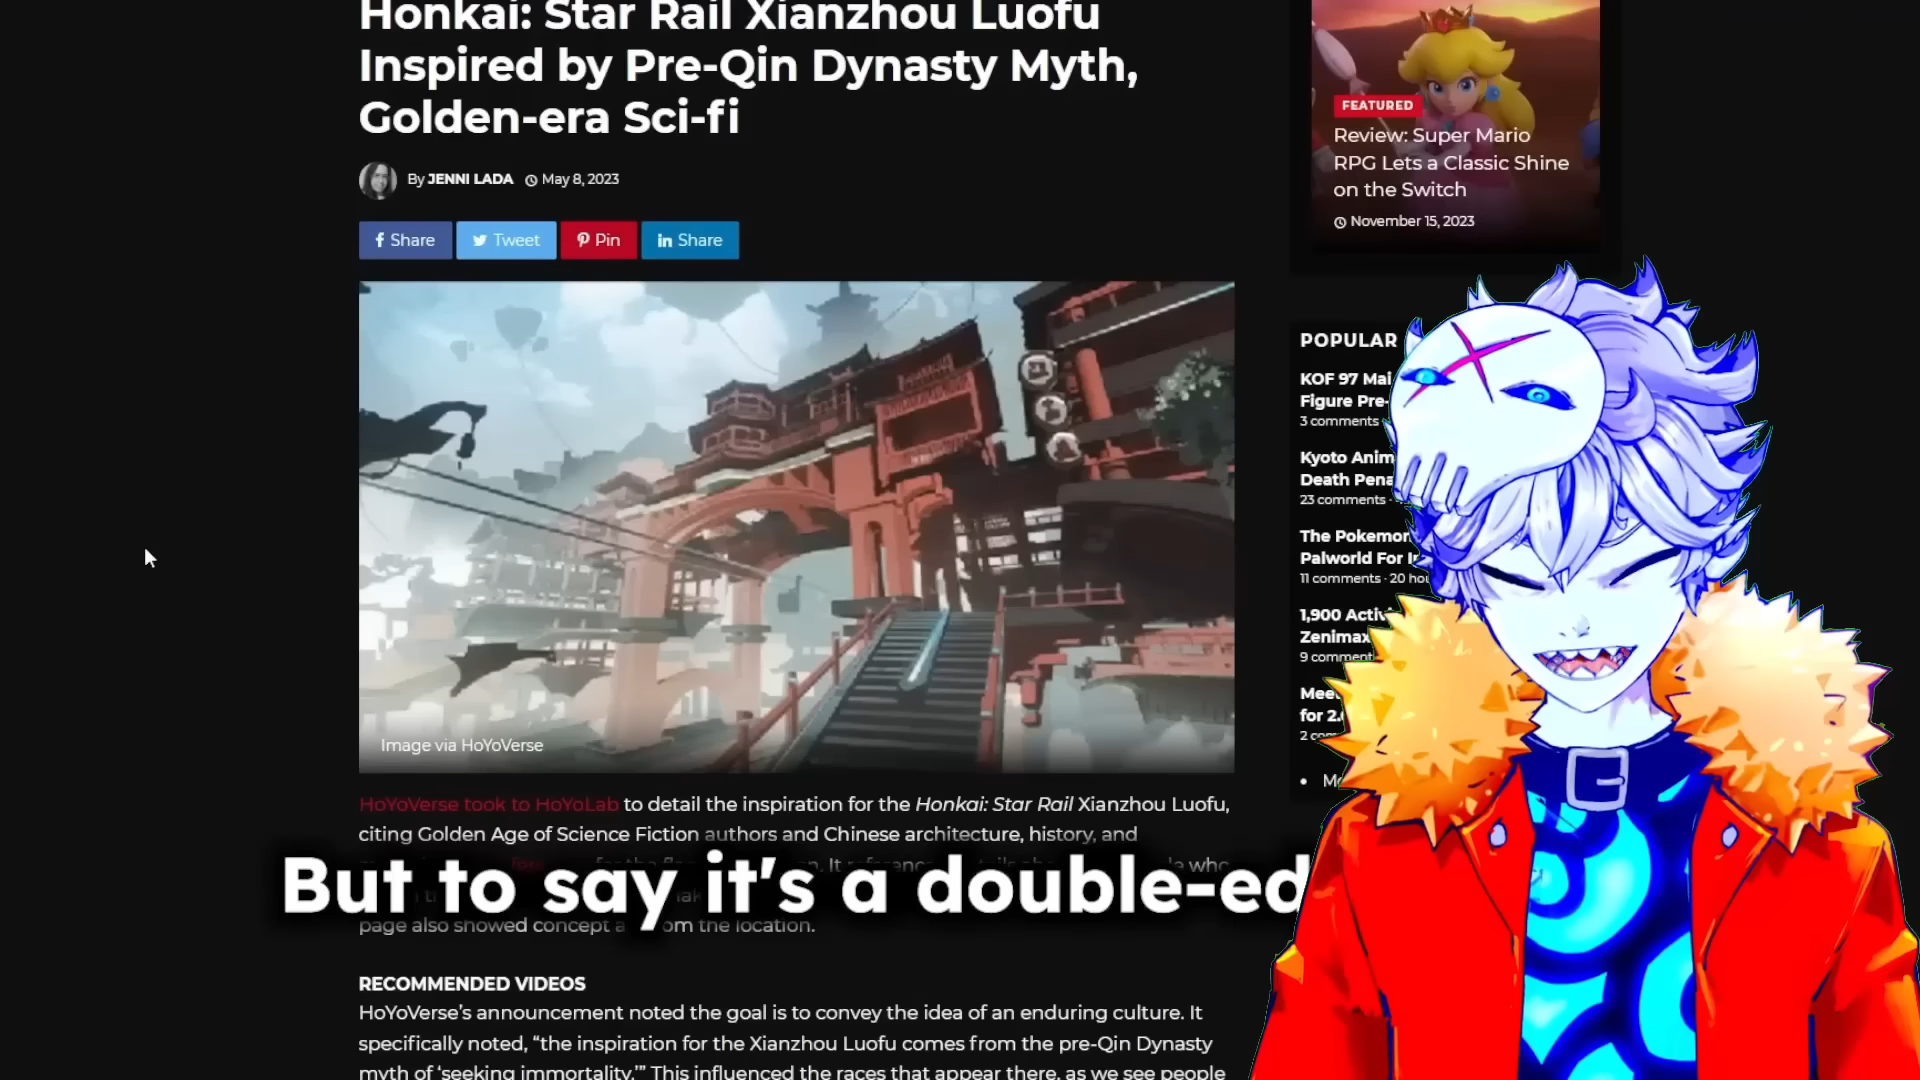 Honkai: Star Rail Xianzhou Luofu
Inspired by Pre-Qin Dynasty Myth,
Golden-era Sci-fi
By JENNI LADA May 8, 2023
Share Tweet Pin Share
Image via HoYoVerse
HoYoVerse took to HoYoLab to detail the inspiration for the Honkai: Star Rail Xianzhou Luofu,
citing Golden Age of Science Fiction authors and Chinese architecture, history, and
But to say it's a double-ed
page also showed concept from the location.
RECOMMENDED VIDEOS
HoYoVerse's announcement noted the goal is to convey the idea of an enduring culture. It
specifically noted, “the inspiration for the Xianzhou Luofu comes from the pre-Qin Dynasty
myth of ‘seeking immortality.’” This influenced the races that appear there, as we see people
FEATURED
Review: Super Mario
RPG Lets a Classic Shine
on the Switch
November 15, 2023
POPULAR
KOF 97 Mai
Figure Pre-
3 comments
Kyoto Anim
Death Pena
23 comments ·
The Pokemon
Palworld For
11 comments · 20 hou
1,900 Activ
Zenimax
9 comment
Mee
for 2.
2 com